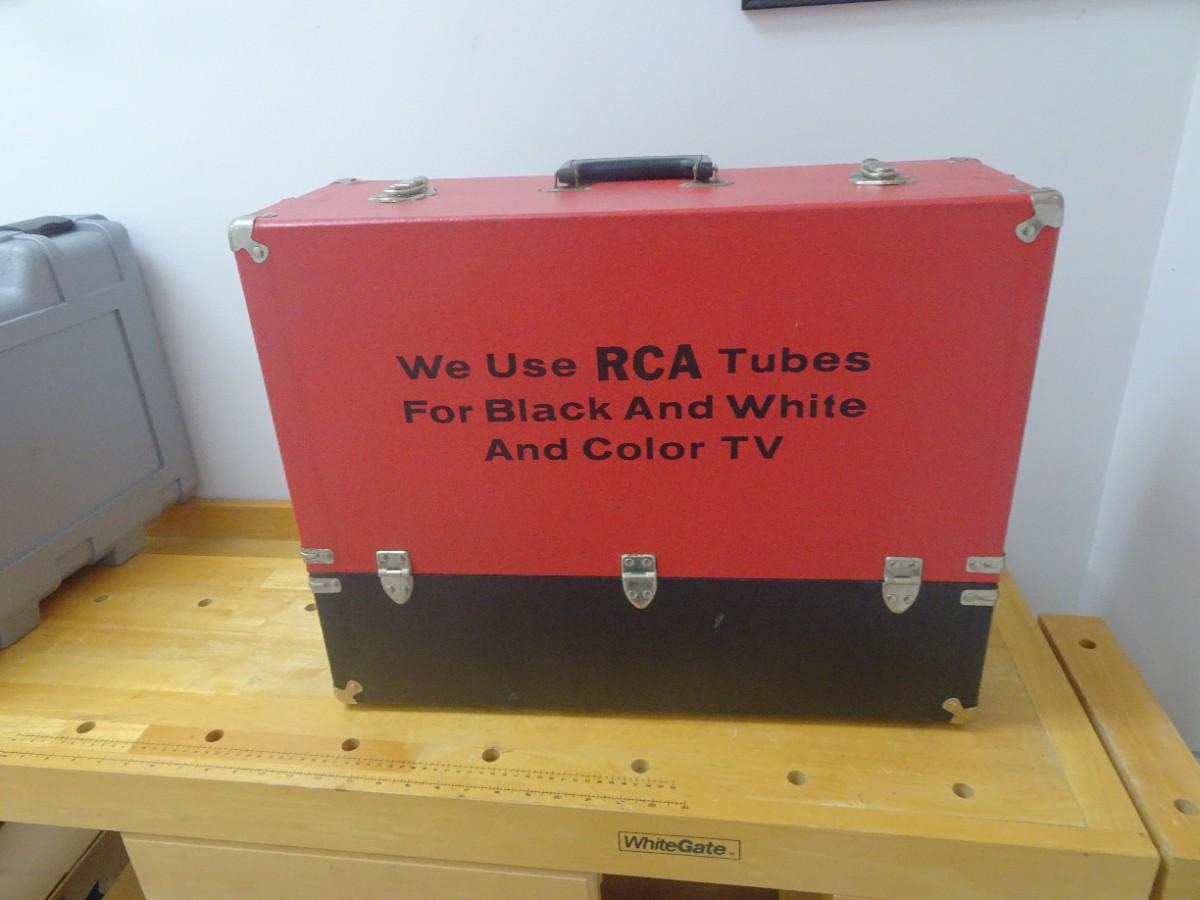 We Use RCA Tubes
For Black And White
And Color TV
WhiteGate